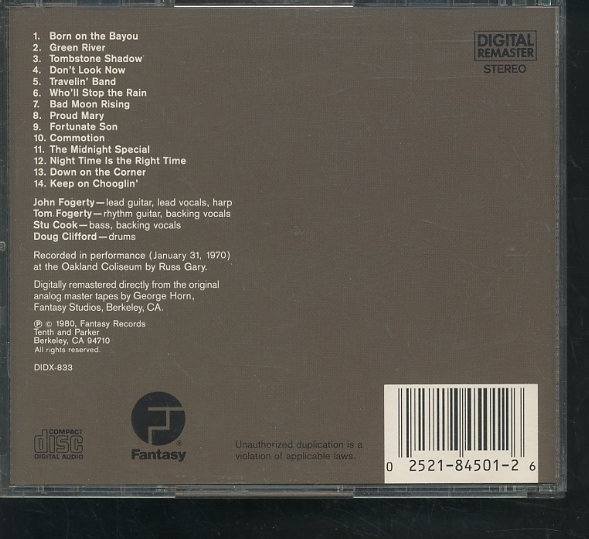 1. Born on the Bayou
2. Green River
3. Tombstone Shadow
4. Don't Look Now
5. Travelin' Band
6. Who'll Stop the Rain
7. Bad Moon Rising
8. Proud Mary
9. Fortunate Son
10. Commotion
11. The Midnight Special
12. Night Time Is the Right Time
13. Down on the Corner
14. Keep on Chooglin'
DIGITAL
REMASTER
STEREO
John Fogerty—lead guitar, lead vocals, harp
Tom Fogerty—rhythm guitar, backing vocals
Stu Cook—bass, backing vocals
Doug Clifford—drums
Recorded in performance (January 31, 1970)
at the Oakland Coliseum by Russ Gary.
Digitally remastered directly from the original
analog master tapes by George Horn,
Fantasy Studios, Berkeley, CA.
℗ © 1980, Fantasy Records
Tenth and Parker
Berkeley, CA 94710
All rights reserved.
DIDX-833
COMPACT
disc
DIGITAL AUDIO
®
Fantasy
Unauthorized duplication is a
violation of applicable laws.
0 2521-84501-2 6